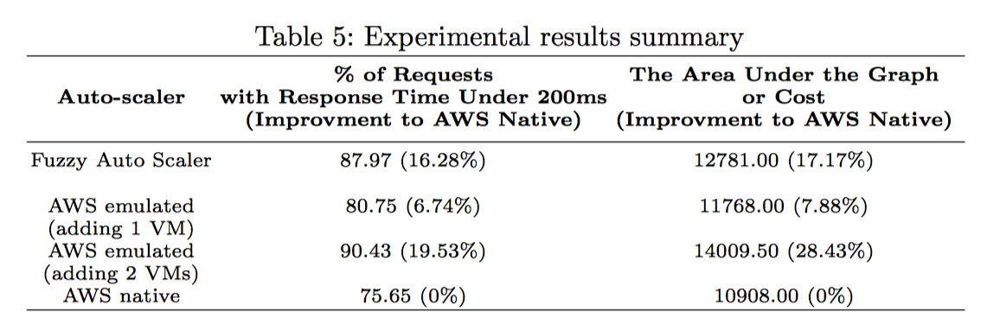 Table 5: Experimental results summary
Auto-scaler
% of Requests
with Response Time Under 200ms
(Improvment to AWS Native)
The Area Under the Graph
or Cost
(Improvment to AWS Native)
Fuzzy Auto Scaler 87.97 (16.28%) 12781.00 (17.17%)
AWS emulated 80.75 (6.74%) 11768.00 (7.88%)
(adding 1 VM)
AWS emulated 90.43 (19.53%) 14009.50 (28.43%)
(adding 2 VMs)
AWS native 75.65 (0%) 10908.00 (0%)